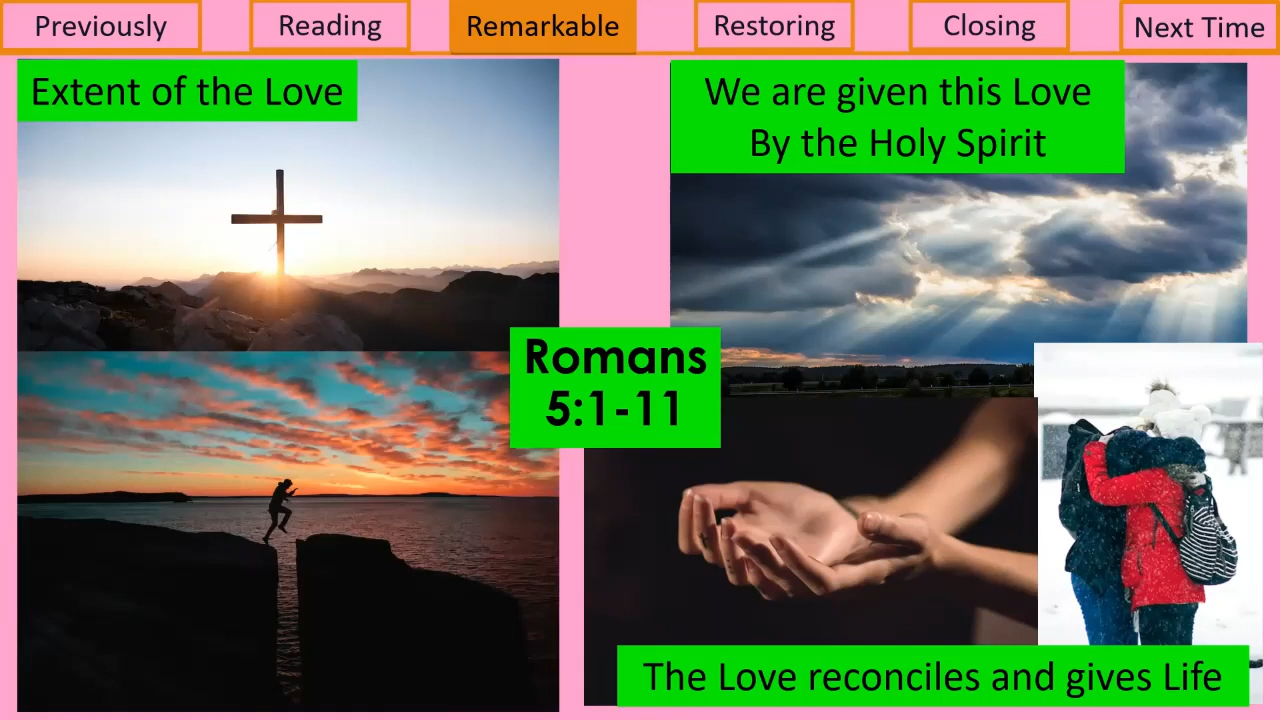 Previously
Reading
Remarkable
Restoring
Closing
Next Time
Extent of the Love
We are given this Love
By the Holy Spirit
Romans
5:1-11
The Love reconciles and gives Life